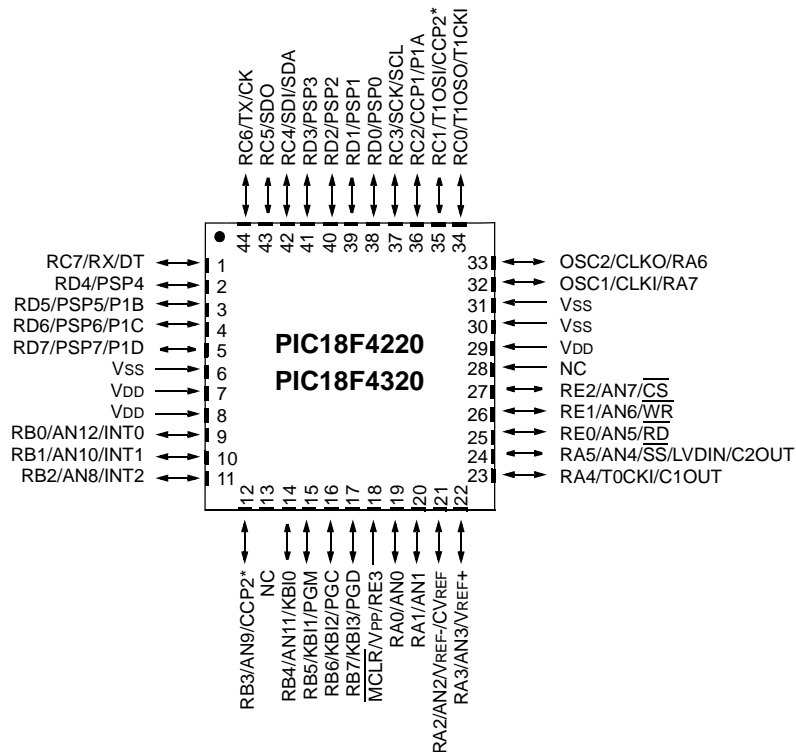 RC6/TX/CK
RC5/SDO
RC4/SDI/SDA
RD3/PSP3
RD2/PSP2
RD1/PSP1
RD0/PSP0
RC3/SCK/SCL
RC2/CCP1/P1A
RC1/T1OSI/CCP2*
RC0/T1OSO/T1CKI
44
43
42
41
40
39
38
37
36
35
34
RC7/RX/DT
RD4/PSP4
RD5/PSP5/P1B
RD6/PSP6/P1C
RD7/PSP7/P1D
VSS
VDD
VDD
RB0/AN12/INT0
RB1/AN10/INT1
RB2/AN8/INT2
1
2
3
4
5
6
7
8
9
10
11
PIC18F4220
PIC18F4320
33
32
31
30
29
28
27
26
25
24
23
OSC2/CLKO/RA6
OSC1/CLKI/RA7
VSS
VSS
VDD
NC
RE2/AN7/CS
RE1/AN6/WR
RE0/AN5/RD
RA5/AN4/SS/LVDIN/C2OUT
RA4/T0CKI/C1OUT
12
13
14
15
16
17
18
19
20
21
22
RB3/AN9/CCP2*
NC
RB4/AN11/KBI0
RB5/KBI1/PGM
RB6/KBI2/PGC
RB7/KBI3/PGD
MCLR/VPP/RE3
RA0/AN0
RA1/AN1
RA2/AN2/VREF-/CVREF
RA3/AN3/VREF+